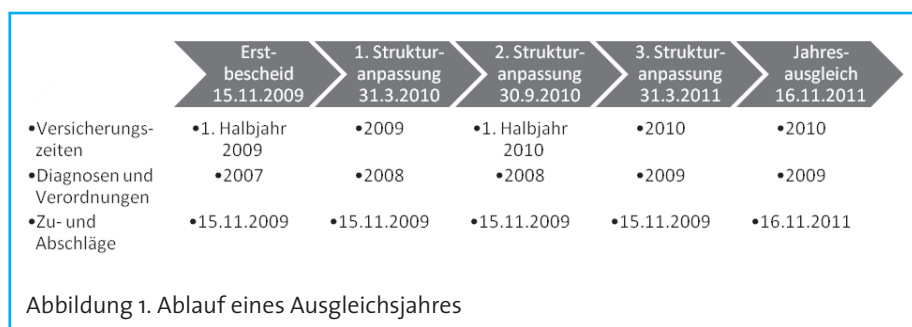 Erst-
bescheid
15.11.2009
1. Struktur-
anpassung
31.3.2010
2. Struktur-
anpassung
30.9.2010
3. Struktur-
anpassung
31.3.2011
Jahres-
ausgleich
16.11.2011
•Versicherungs-
zeiten
•1. Halbjahr
2009
•2009
•1. Halbjahr
2010
•2010
•2010
•Diagnosen und
Verordnungen
•2007
•2008
•2008
•2009
•2009
•Zu- und
Abschläge
•15.11.2009
•15.11.2009
•15.11.2009
•15.11.2009
•16.11.2011
Abbildung 1. Ablauf eines Ausgleichsjahres